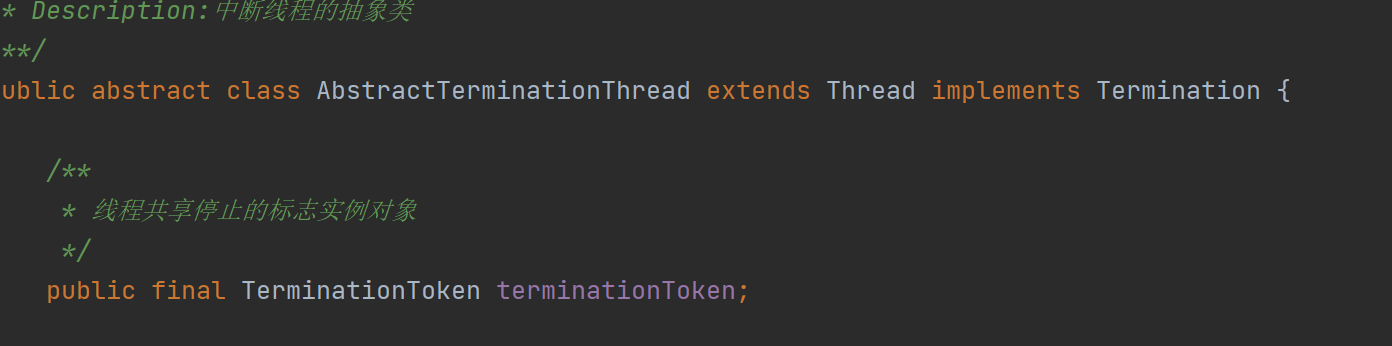 * Description:中断线程的抽象类
**/
ublic abstract class AbstractTerminationThread extends Thread implements Termination {
/**
* 线程共享停止的标志实例对象
*/
public final TerminationToken terminationToken;